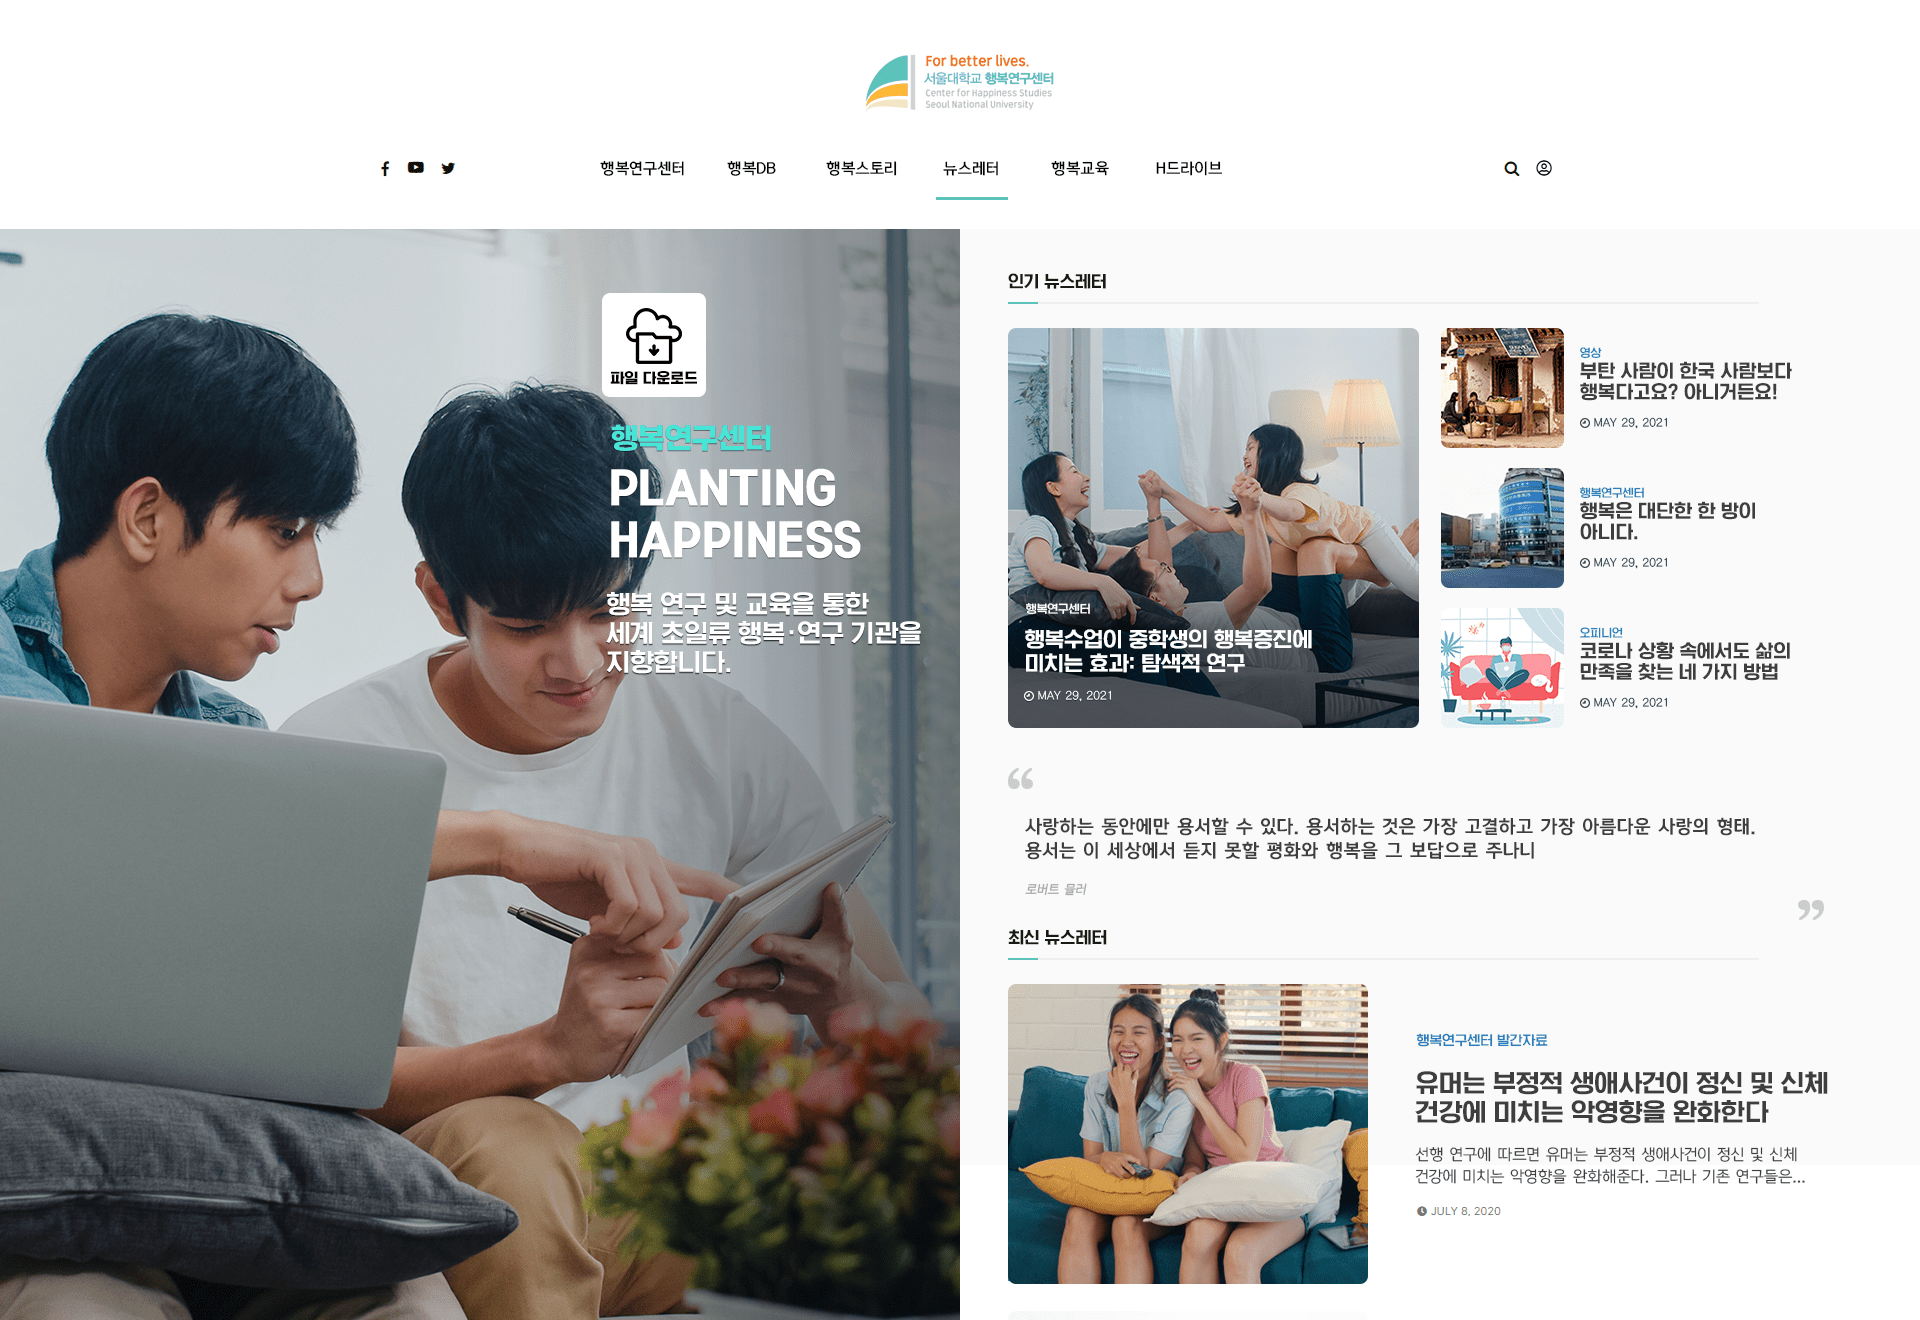 For better lives.
서울대학교 행복연구센터
Center for Happiness Studies
Seoul National University
행복연구센터
행복DB
행복스토리
뉴스레터
행복교육
H드라이브
파일 다운로드
행복연구센터
PLANTING
HAPPINESS
행복 연구 및 교육을 통한
세계 초일류 행복·연구 기관을
지향합니다.
인기 뉴스레터
행복연구센터
행복수업이 중학생의 행복증진에
미치는 효과: 탐색적 연구
MAY 29, 2021
영상
부탄 사람이 한국 사람보다
행복다고요? 아니거든요!
MAY 29, 2021
행복연구센터
행복은 대단한 한 방이
아니다.
MAY 29, 2021
오피니언
코로나 상황 속에서도 삶의
만족을 찾는 네 가지 방법
MAY 29, 2021
“
사랑하는 동안에만 용서할 수 있다. 용서하는 것은 가장 고결하고 가장 아름다운 사랑의 형태.
용서는 이 세상에서 듣지 못할 평화와 행복을 그 보답으로 주나니
로버트 뮬러
”
최신 뉴스레터
행복연구센터 발간자료
유머는 부정적 생애사건이 정신 및 신체
건강에 미치는 악영향을 완화한다
선행 연구에 따르면 유머는 부정적 생애사건이 정신 및 신체
건강에 미치는 악영향을 완화해준다. 그러나 기존 연구들은...
JULY 8, 2020